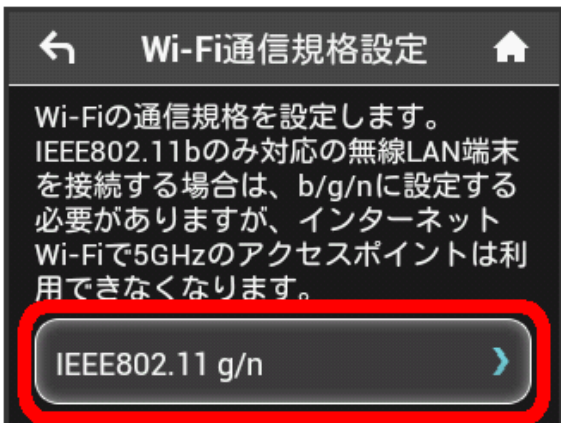 Wi-Fi通信規格設定
Wi-Fiの通信規格を設定します。
IEEE802.11bのみ対応の無線LAN端末
を接続する場合は、b/g/nに設定する
必要がありますが、インターネット
Wi-Fiで5GHzのアクセスポイントは利
用できなくなります。
IEEE802.11 g/n